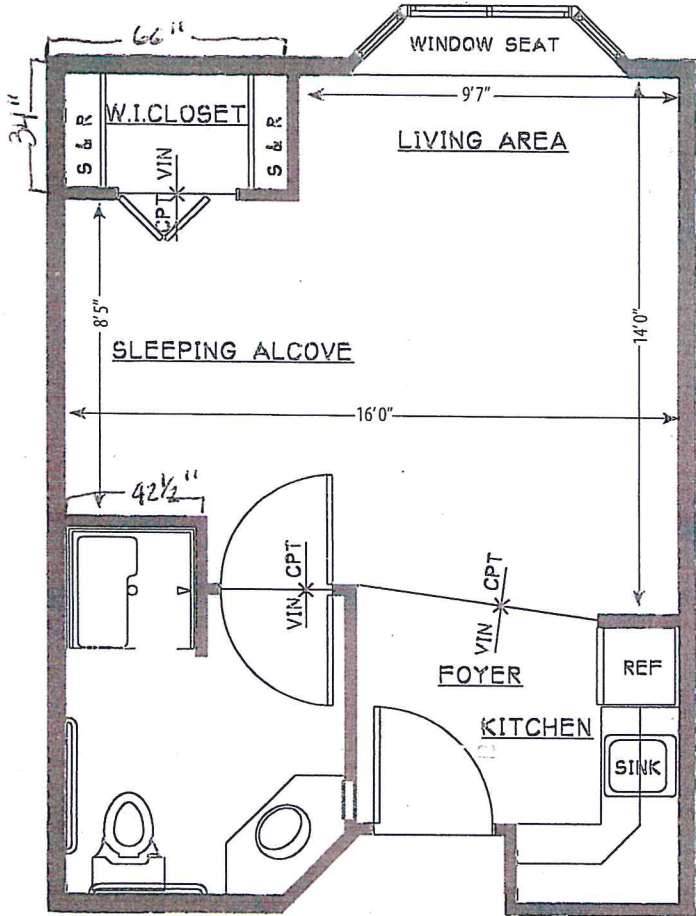 66"
WINDOW SEAT
34"
S & R
W.I.CLOSET
S & R
9'7"
LIVING AREA
VIN
CPT
8'5"
14'0"
SLEEPING ALCOVE
16'0"
42½"
CPT
VIN
CPT
VIN
FOYER
REF
KITCHEN
SINK